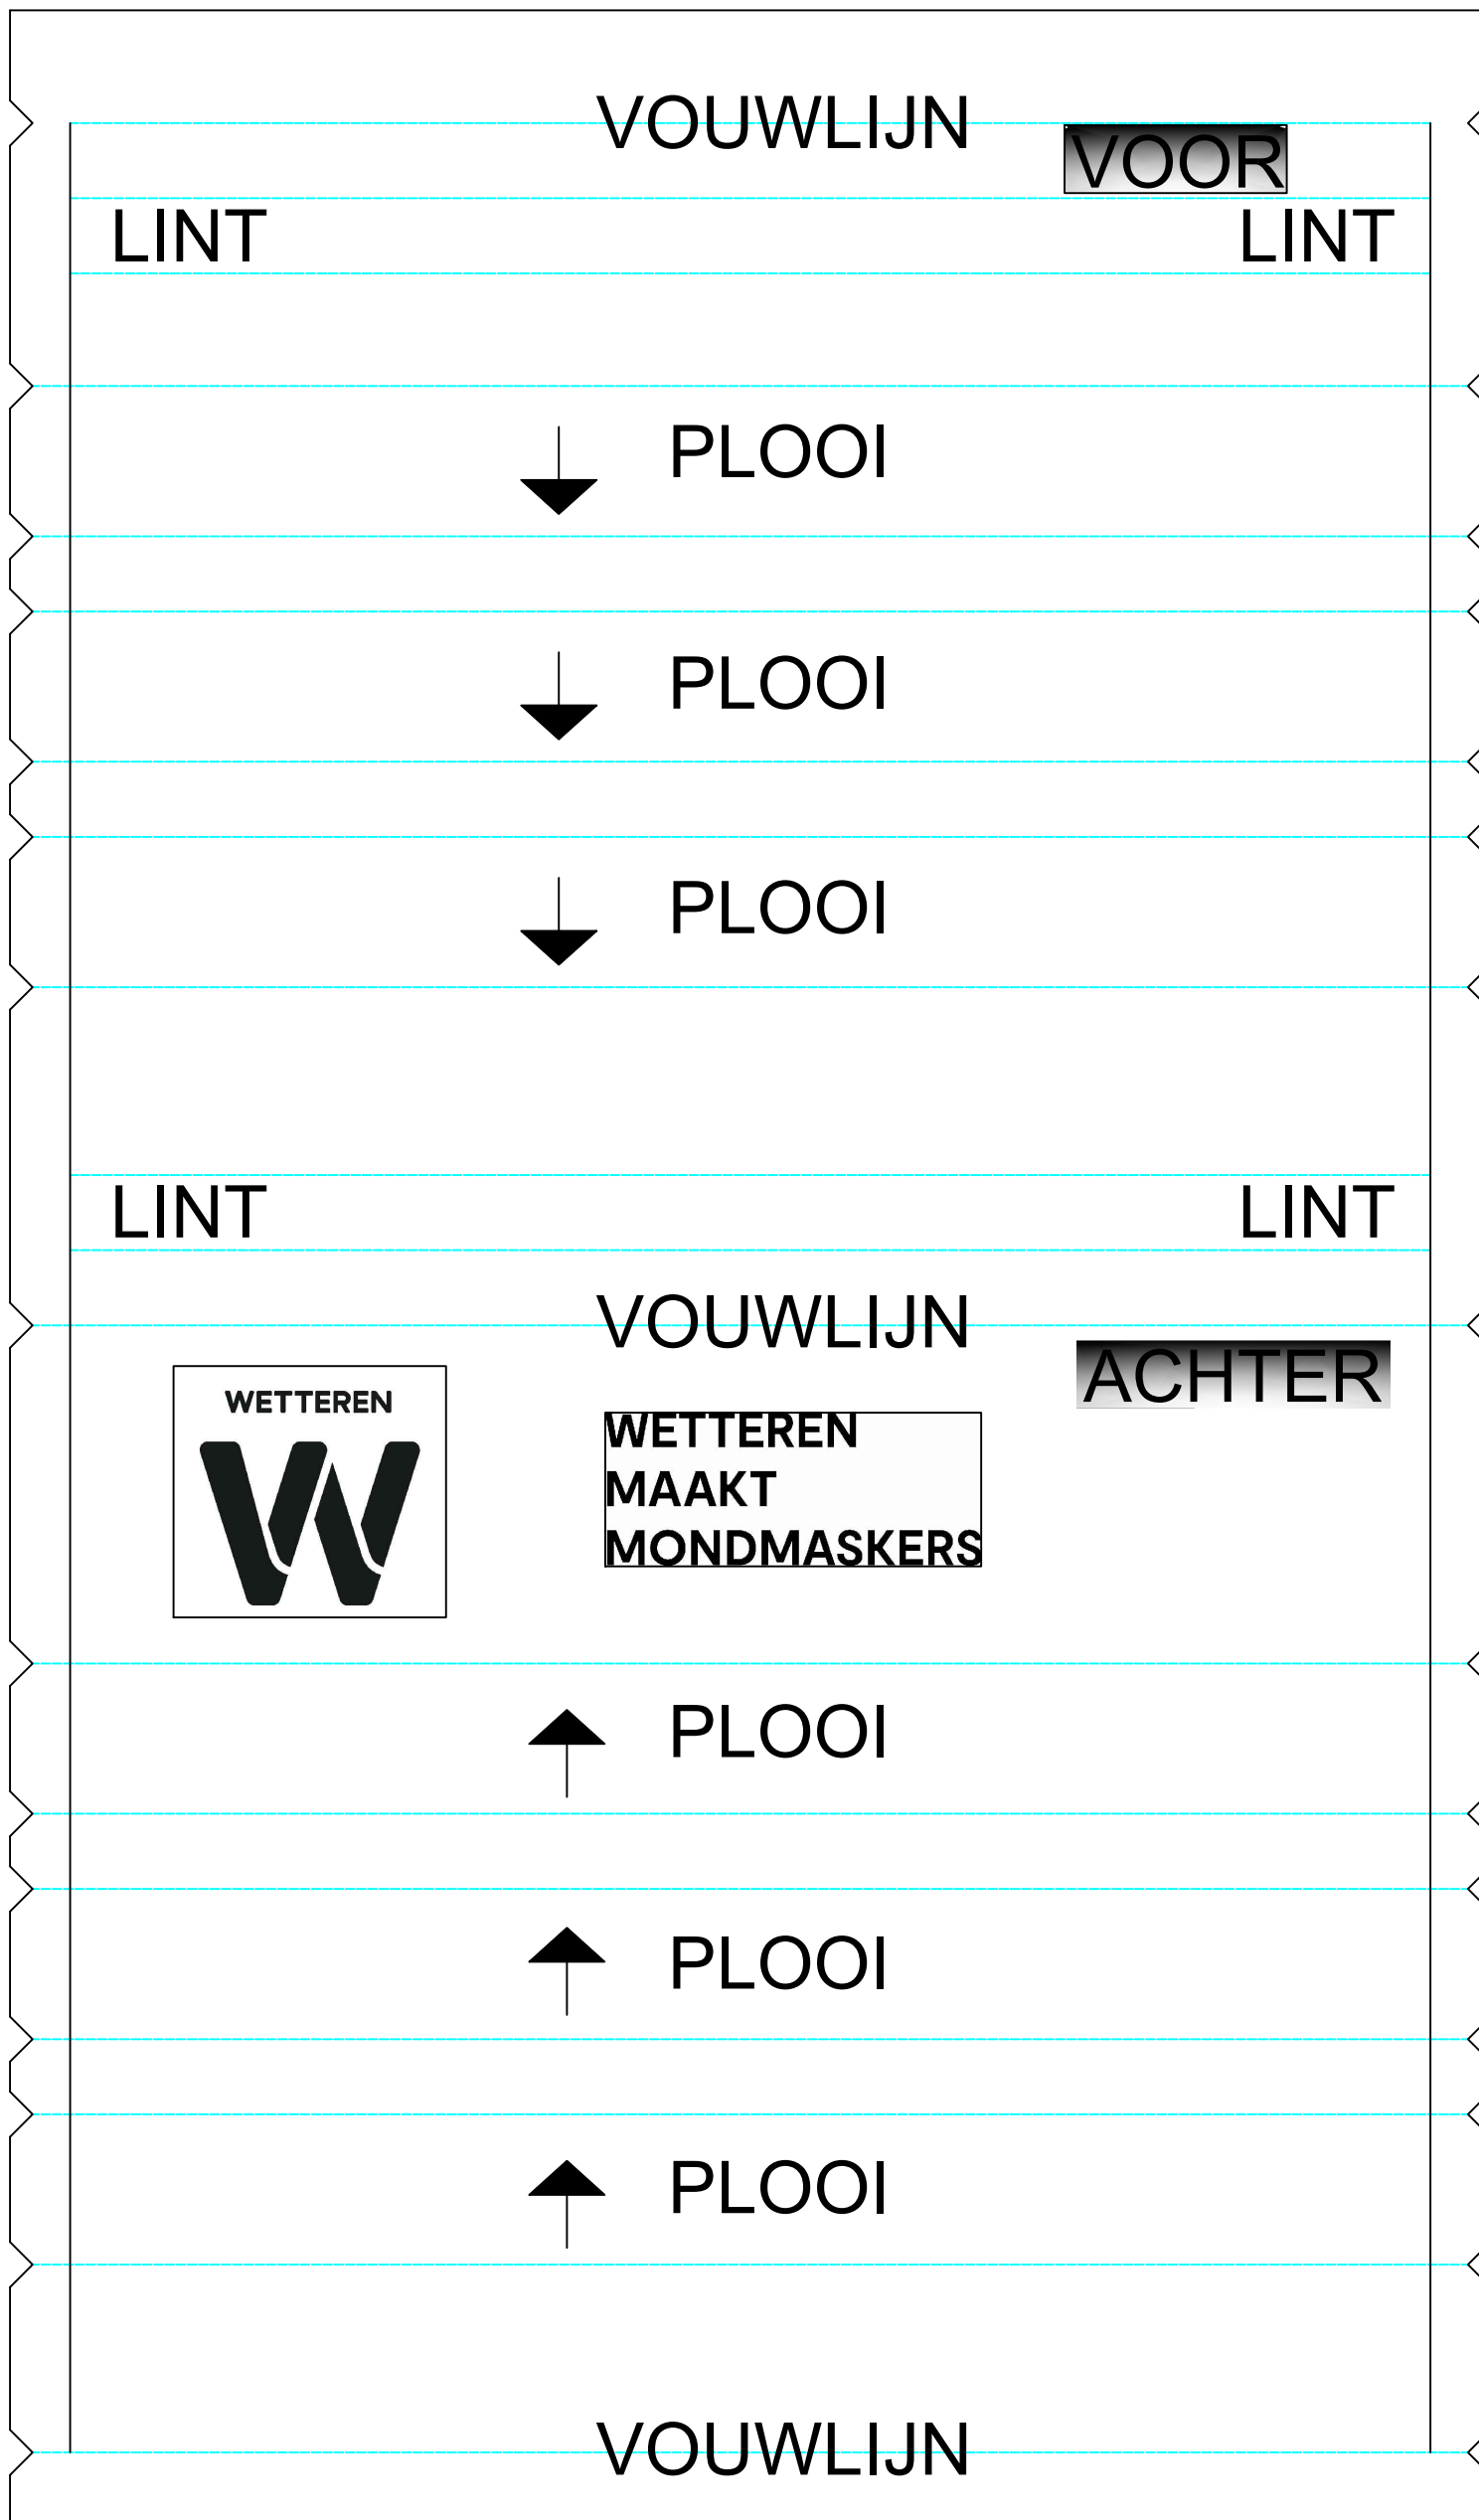 VOUWLIJN
VOOR
LINT LINT
PLOOI
PLOOI
PLOOI
LINT LINT
VOUWLIJN
ACHTER
WETTEREN
W
WETTEREN
MAAKT
MONDMASKERS
PLOOI
PLOOI
PLOOI
VOUWLIJN